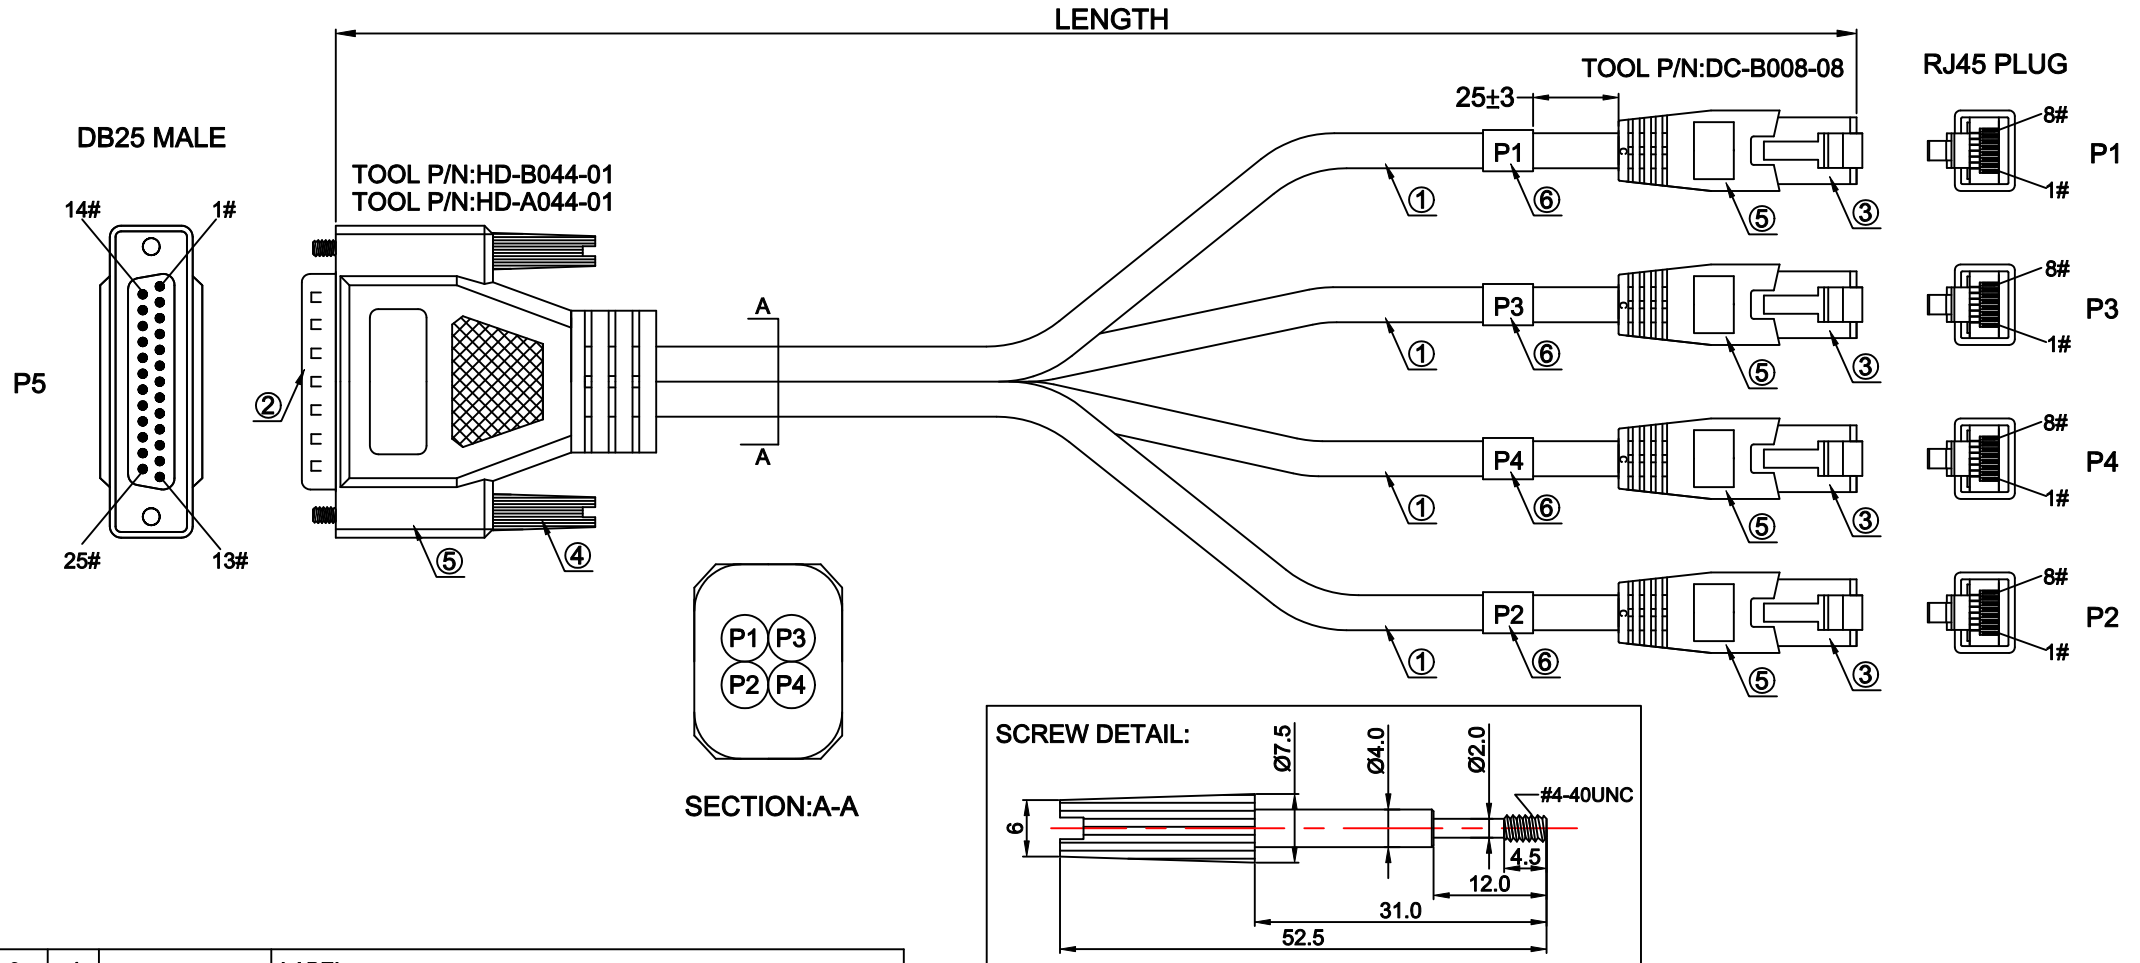 LENGTH
TOOL P/N:DC-B008-08
RJ45 PLUG
25±3
DB25 MALE
TOOL P/N:HD-B044-01
TOOL P/N:HD-A044-01
14# 1#
P5
25# 13#
② ⑤ ④
A
A
P1 C ① ⑥ ⑤ ③ 8# 1# P1
P3 C ① ⑥ ⑤ ③ 8# 1# P3
P4 C ① ⑥ ⑤ ③ 8# 1# P4
P2 C ① ⑥ ⑤ ③ 8# 1# P2
P1 P3
P2 P4
SECTION:A-A
SCREW DETAIL:
Ø7.5 Ø4.0 Ø2.0
#4-40UNC
6
4.5
12.0
31.0
52.5